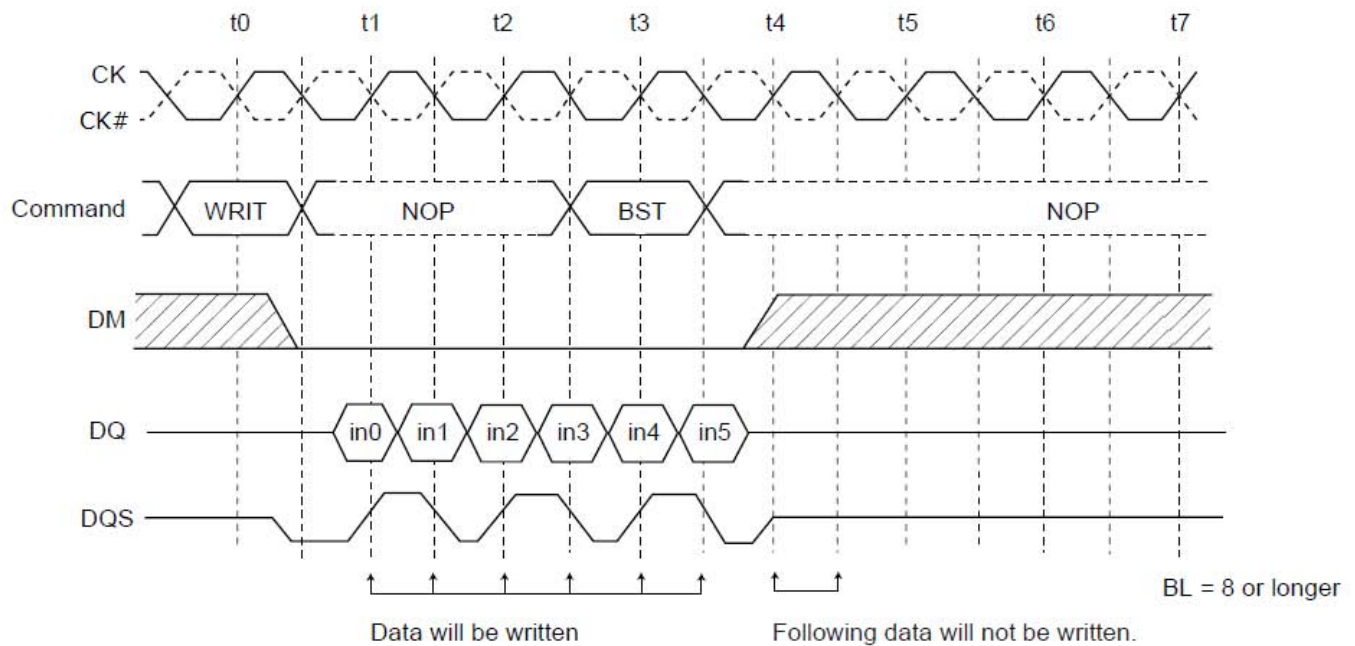 t0 t1 t2 t3 t4 t5 t6 t7
CK
CK#
Command WRIT NOP BST NOP
DM
DQ in0 in1 in2 in3 in4 in5
DQS
BL = 8 or longer
Data will be written Following data will not be written.